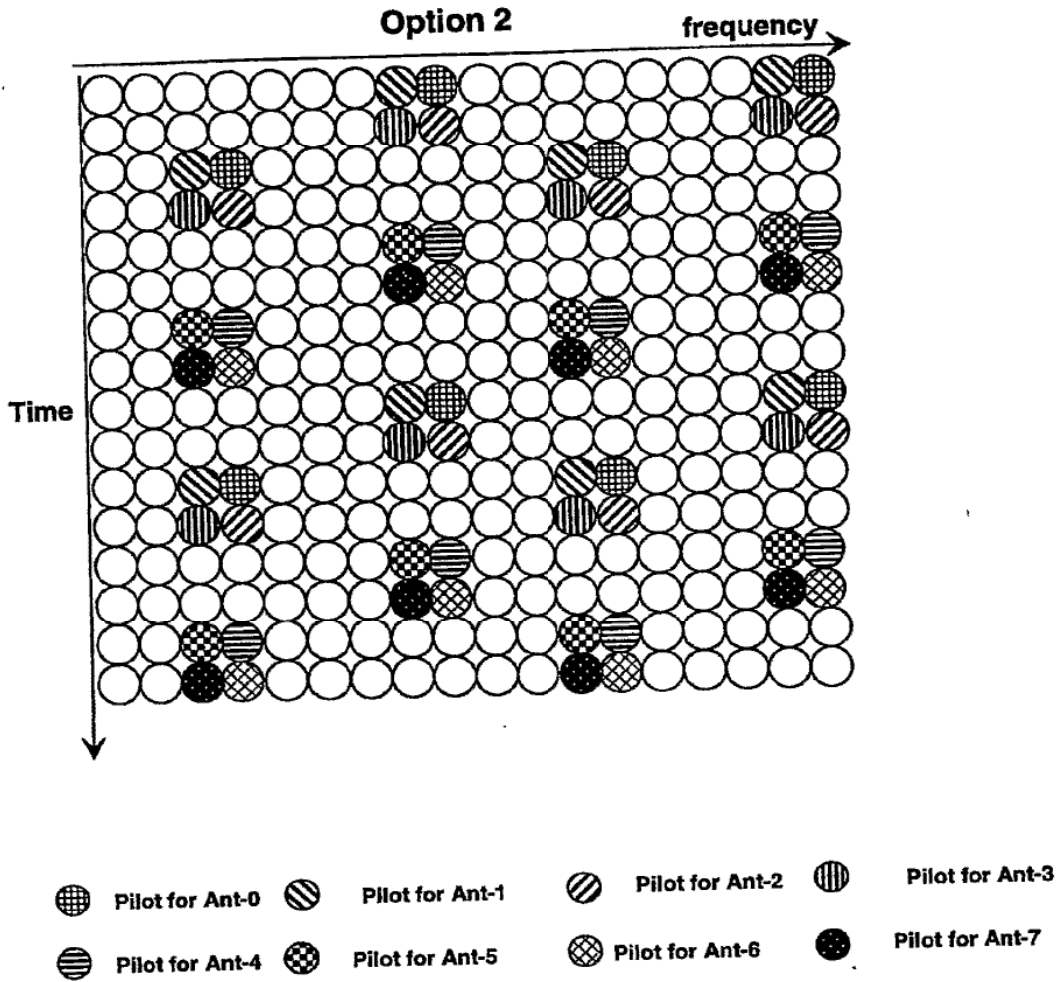 Option 2
frequency
Time
Pilot for Ant-0
Pilot for Ant-1
Pilot for Ant-2
Pilot for Ant-3
Pilot for Ant-4
Pilot for Ant-5
Pilot for Ant-6
Pilot for Ant-7